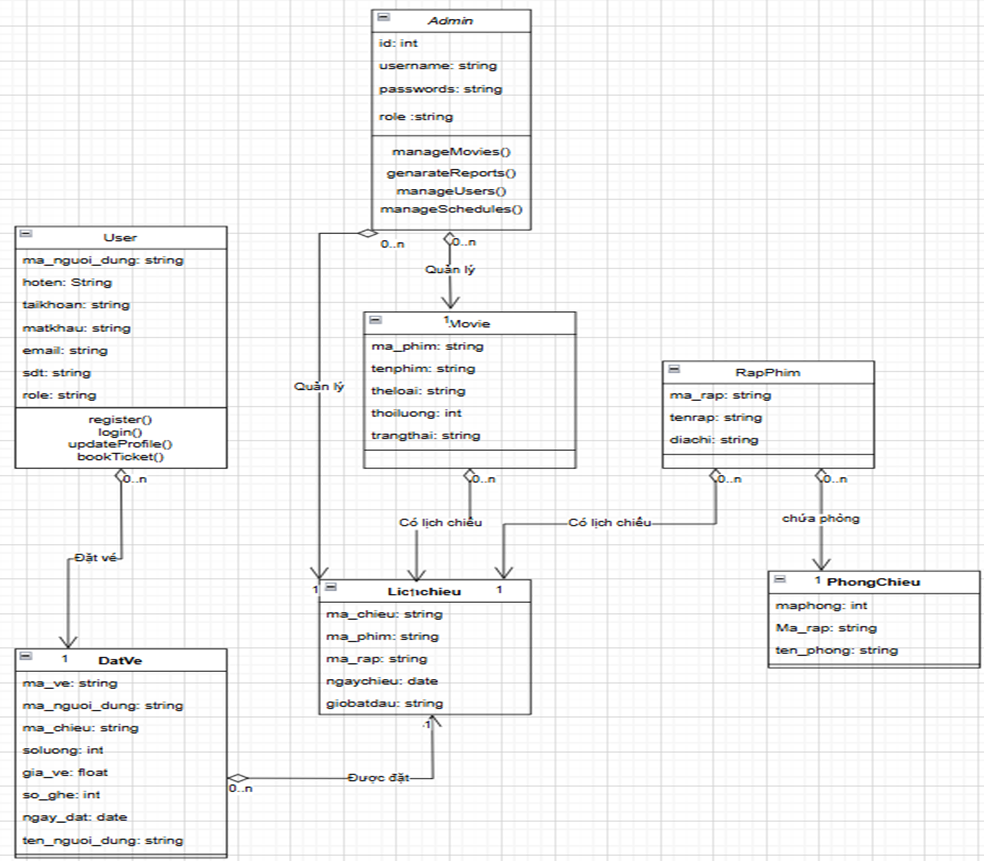 Admin
id: int
username: string
passwords: string
role :string
manageMovies()
genarateReports()
manageUsers()
manageSchedules()
0..n
0..n
Quản lý
Quản lý
User
ma_nguoi_dung: string
hoten: String
taikhoan: string
matkhau: string
email: string
sdt: string
role: string
register()
login()
updateProfile()
bookTicket()
0..n
Đặt vé
1
Movie
ma_phim: string
tenphim: string
theloai: string
thoiluong: int
trangthai: string
0..n
Có lịch chiếu
RapPhim
ma_rap: string
tenrap: string
diachi: string
0..n
0..n
Có lịch chiếu
chứa phòng
1
Lichchieu
1
ma_chieu: string
ma_phim: string
ma_rap: string
ngaychieu: date
giobatdau: string
1
1 PhongChieu
maphong: int
Ma_rap: string
ten_phong: string
1
DatVe
ma_ve: string
ma_nguoi_dung: string
ma_chieu: string
soluong: int
gia_ve: float
so_ghe: int
ngay_dat: date
ten_nguoi_dung: string
0..n
Được đặt